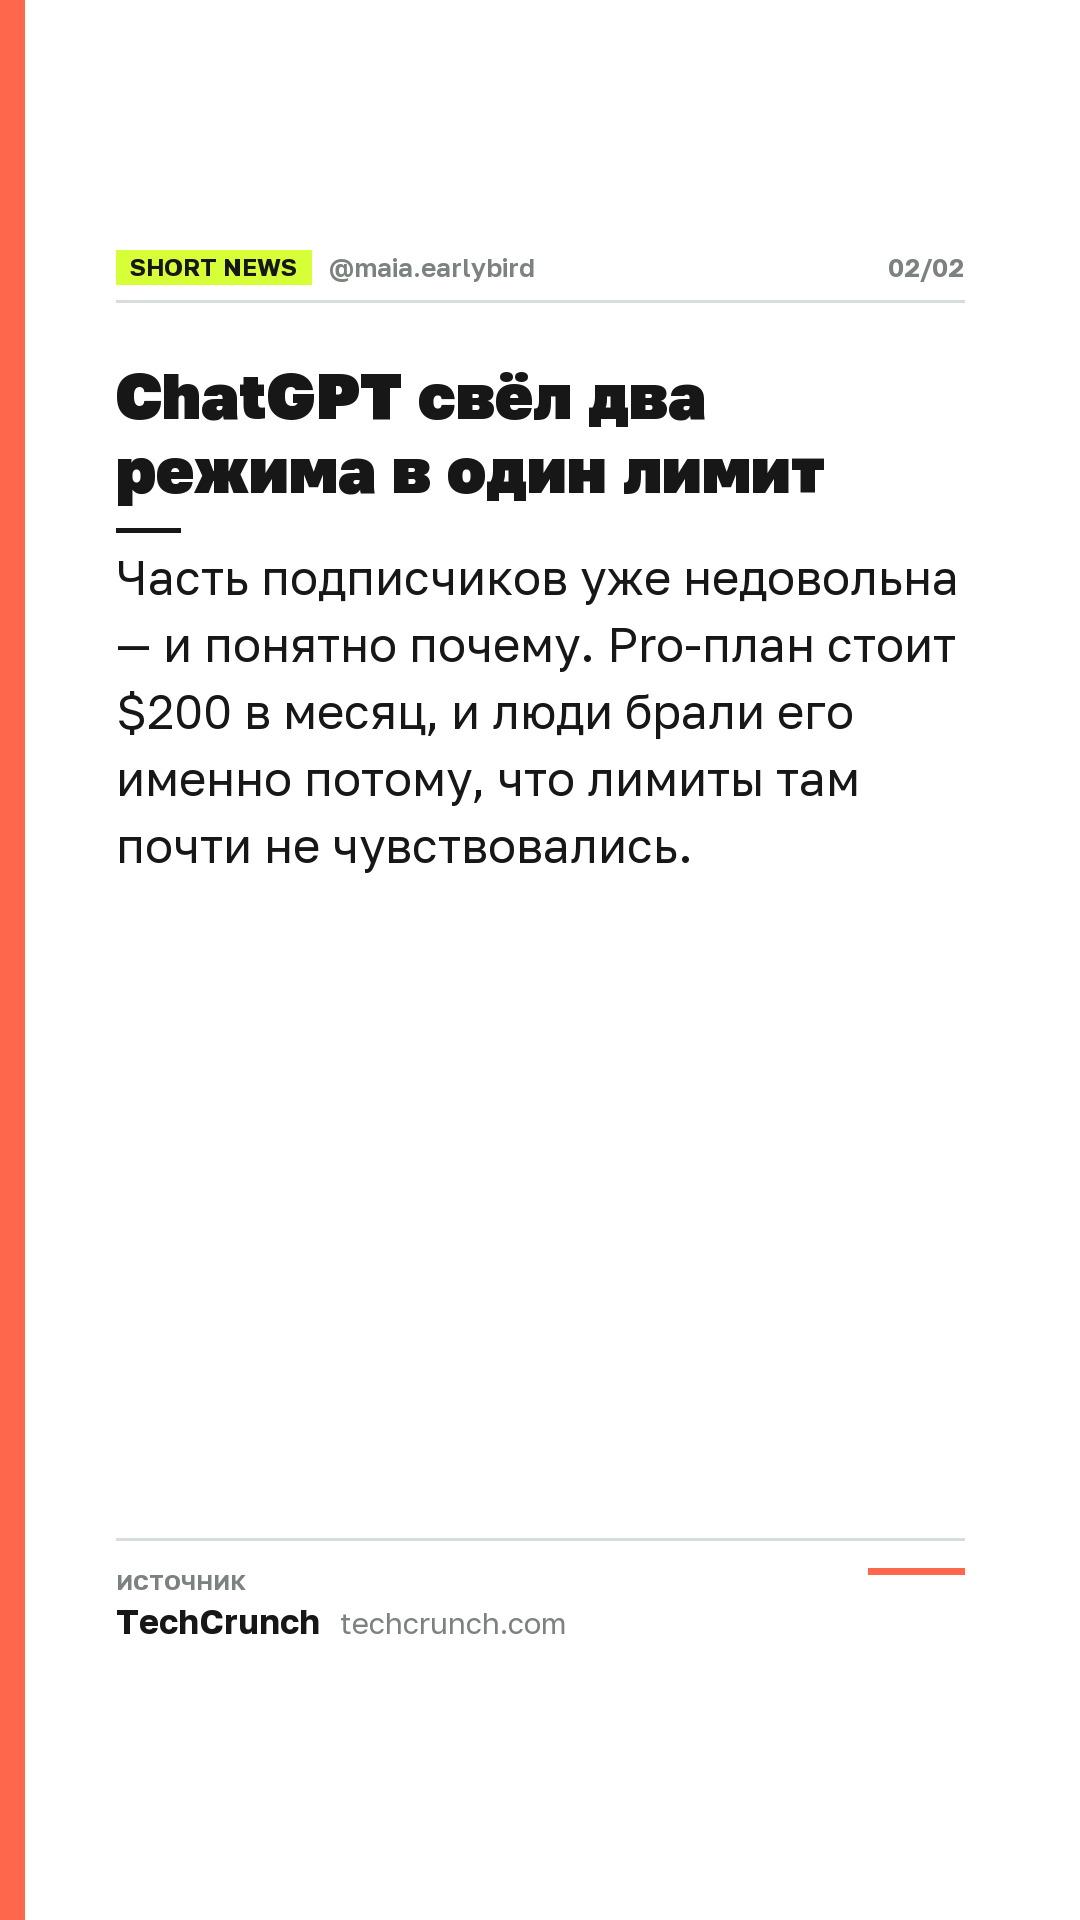 SHORT NEWS @maia.earlybird 02/02
ChatGPT свёл два
режима в один лимит
Часть подписчиков уже недовольна
— и понятно почему. Pro-план стоит
$200 в месяц, и люди брали его
именно потому, что лимиты там
почти не чувствовались.
источник
TechCrunch techcrunch.com